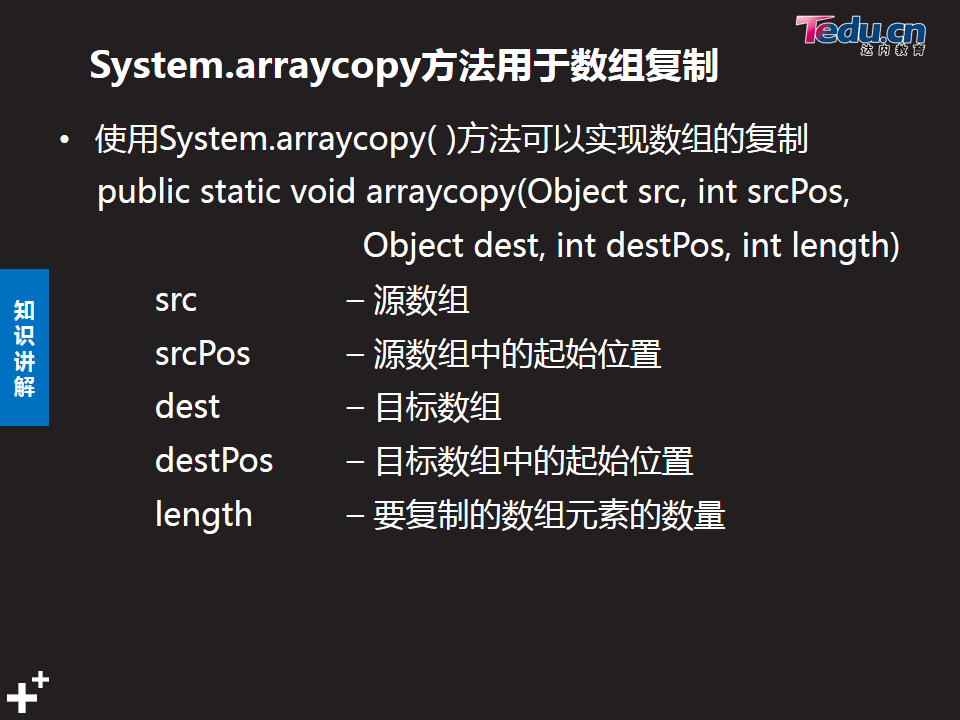 Tedu.cn
达内教育
System.arraycopy方法用于数组复制
• 使用System.arraycopy( )方法可以实现数组的复制
public static void arraycopy(Object src, int srcPos,
Object dest, int destPos, int length)
src – 源数组
srcPos – 源数组中的起始位置
dest – 目标数组
destPos – 目标数组中的起始位置
length – 要复制的数组元素的数量
知识讲解